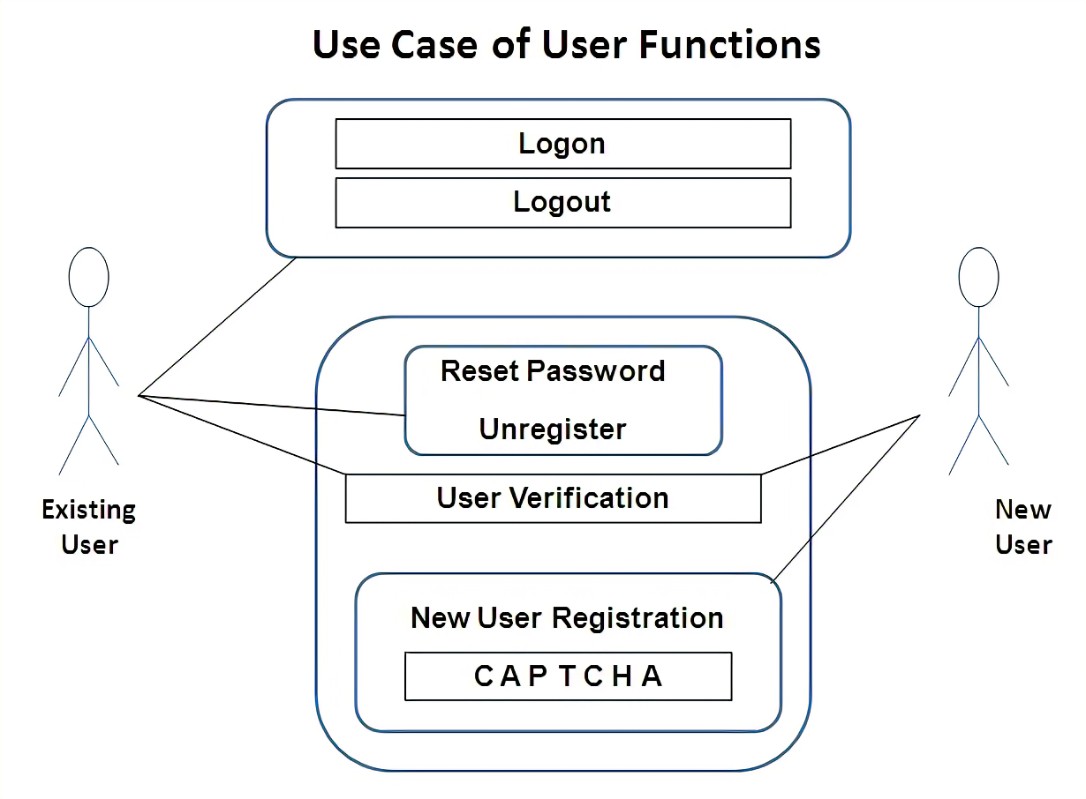 Use Case of User Functions
Logon
Logout
Reset Password
Unregister
User Verification
Existing
User
New
User
New User Registration
C A P T C H A